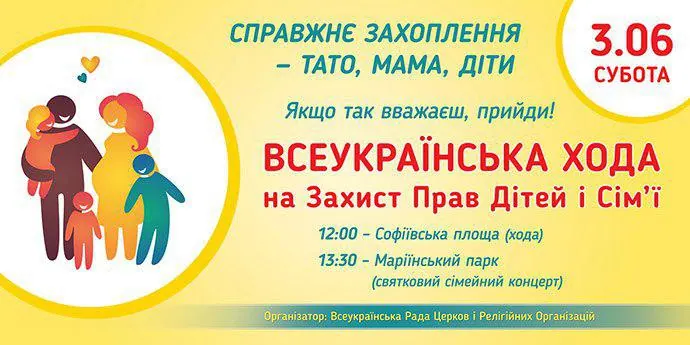 СПРАВЖНЄ ЗАХОПЛЕННЯ
– ТАТО, МАМА, ДІТИ
3.06
СУБОТА
Якщо так вважаєш, прийди!
ВСЕУКРАЇНСЬКА ХОДА
на Захист Прав Дітей і Сім'ї
12:00 – Софіївська площа (хода)
13:30 – Маріїнський парк
(святковий сімейний концерт)
Організатор: Всеукраїнська Рада Церков і Релігійних Організацій